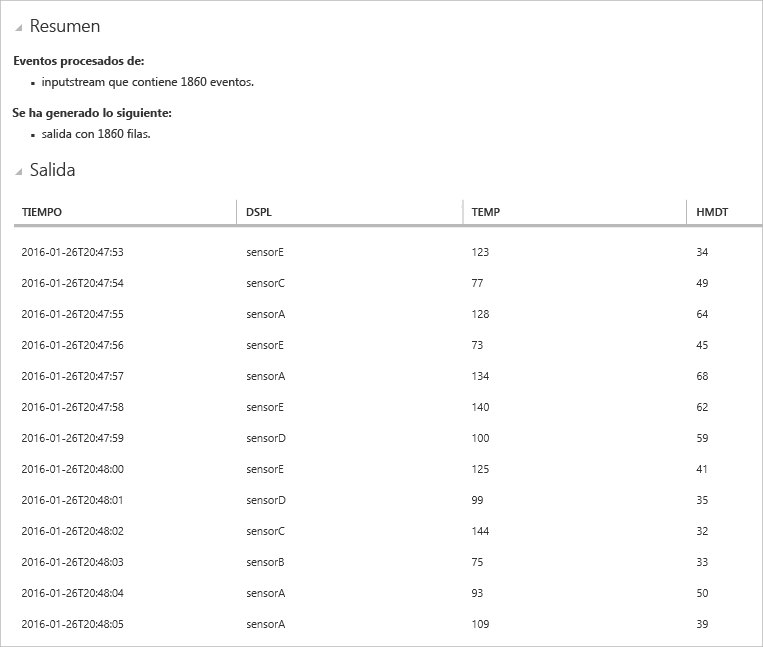 Resumen
Eventos procesados de:
▪ inputstream que contiene 1860 eventos.
Se ha generado lo siguiente:
▪ salida con 1860 filas.
Salida
TIEMPO DSPL TEMP HMDT
2016-01-26T20:47:53 sensorE 123 34
2016-01-26T20:47:54 sensorC 77 49
2016-01-26T20:47:55 sensorA 128 64
2016-01-26T20:47:56 sensorE 73 45
2016-01-26T20:47:57 sensorA 134 68
2016-01-26T20:47:58 sensorE 140 62
2016-01-26T20:47:59 sensorD 100 59
2016-01-26T20:48:00 sensorE 125 41
2016-01-26T20:48:01 sensorD 99 35
2016-01-26T20:48:02 sensorC 144 32
2016-01-26T20:48:03 sensorB 75 33
2016-01-26T20:48:04 sensorA 93 50
2016-01-26T20:48:05 sensorA 109 39